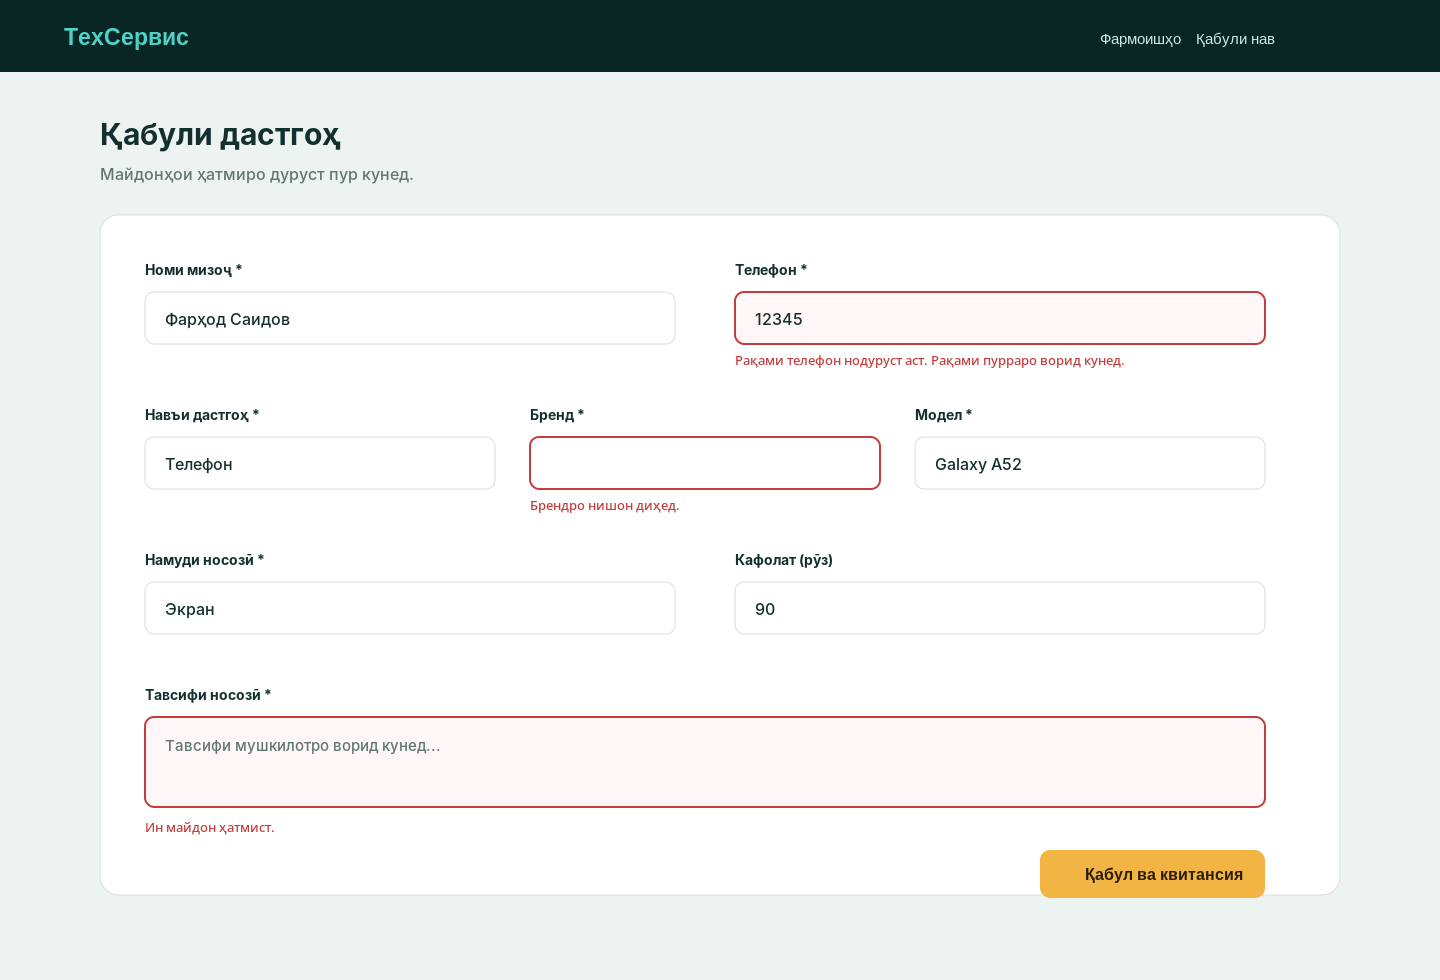 ТехСервис
Фармоишҳо Қабули нав
Қабули дастгоҳ
Майдонҳои ҳатмиро дуруст пур кунед.
Номи мизоҷ * Телефон *
Фарҳод Саидов 12345
Рақами телефон нодуруст аст. Рақами пурраро ворид кунед.
Навъи дастгоҳ * Бренд * Модел *
Телефон Galaxy A52
Брендро нишон диҳед.
Намуди носозӣ * Кафолат (рӯз)
Экран 90
Тавсифи носозӣ *
Тавсифи мушкилотро ворид кунед...
Ин майдон ҳатмист.
Қабул ва квитансия